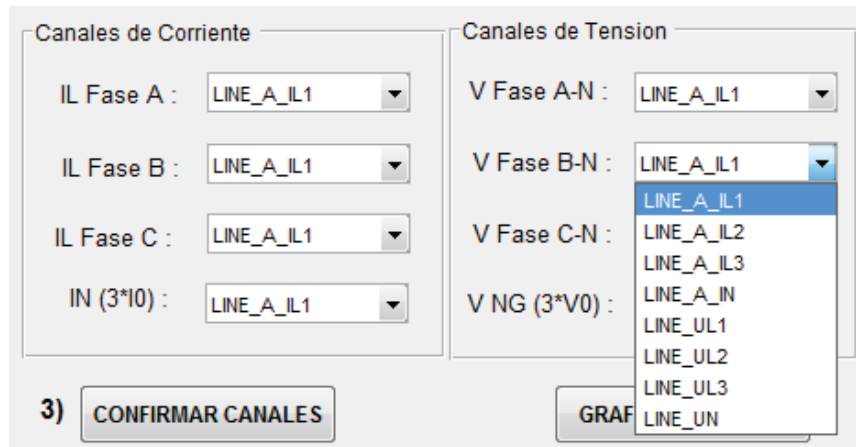 Canales de Corriente
IL Fase A : LINE_A_IL1
IL Fase B : LINE_A_IL1
IL Fase C : LINE_A_IL1
IN (3*I0) : LINE_A_IL1
Canales de Tension
V Fase A-N : LINE_A_IL1
V Fase B-N : LINE_A_IL1
LINE_A_IL1
LINE_A_IL2
LINE_A_IL3
LINE_A_IN
LINE_UL1
LINE_UL2
LINE_UL3
LINE_UN
V Fase C-N :
V NG (3*V0) :
3) CONFIRMAR CANALES
GRAF